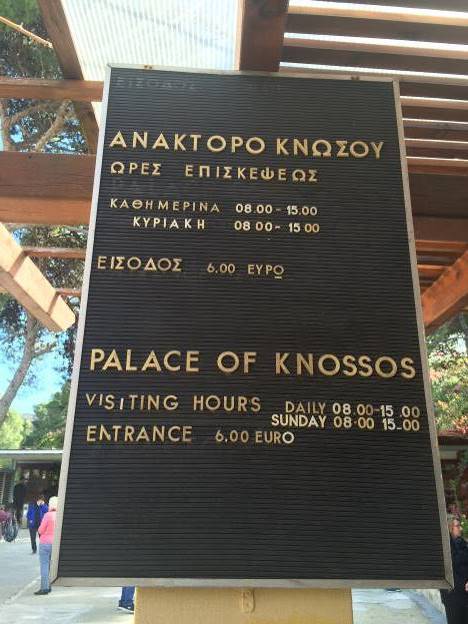 ΑΝΑΚΤΟΡΟ ΚΝΩΣΟΥ
ΩΡΕΣ ΕΠΙΣΚΕΨΕΩΣ
ΚΑΘΗΜΕΡΙΝΑ 08.00-15.00
ΚΥΡΙΑΚΗ 08 00-15 00
ΕΙΣΟΔΟΣ 6.00 ΕΥΡΟ
PALACE OF KNOSSOS
VISITING HOURS DAILY 08.00-15.00
SUNDAY 08.00 15.00
ENTRANCE 6.00 EURO